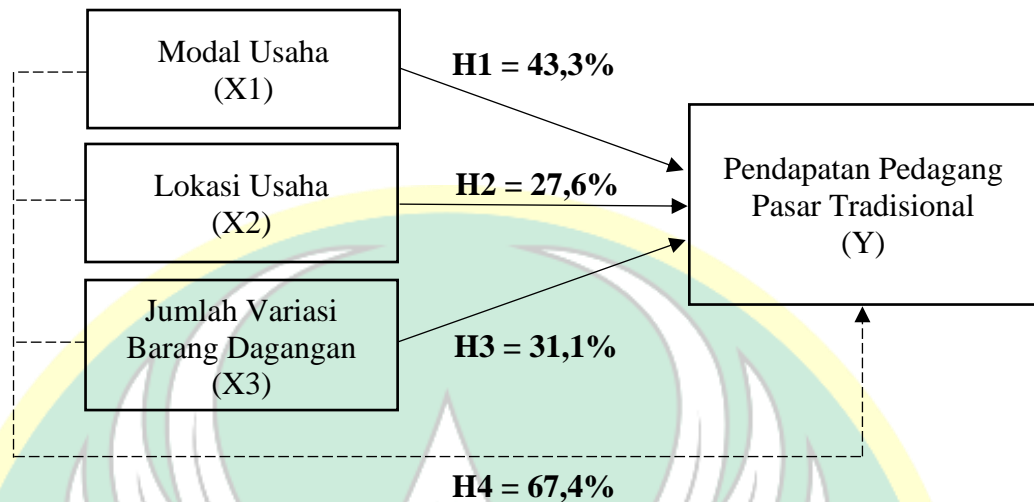 Modal Usaha
(X1)
H1 = 43,3%
Lokasi Usaha
(X2)
H2 = 27,6%
Jumlah Variasi
Barang Dagangan
(X3)
H3 = 31,1%
Pendapatan Pedagang
Pasar Tradisional
(Y)
H4 = 67,4%